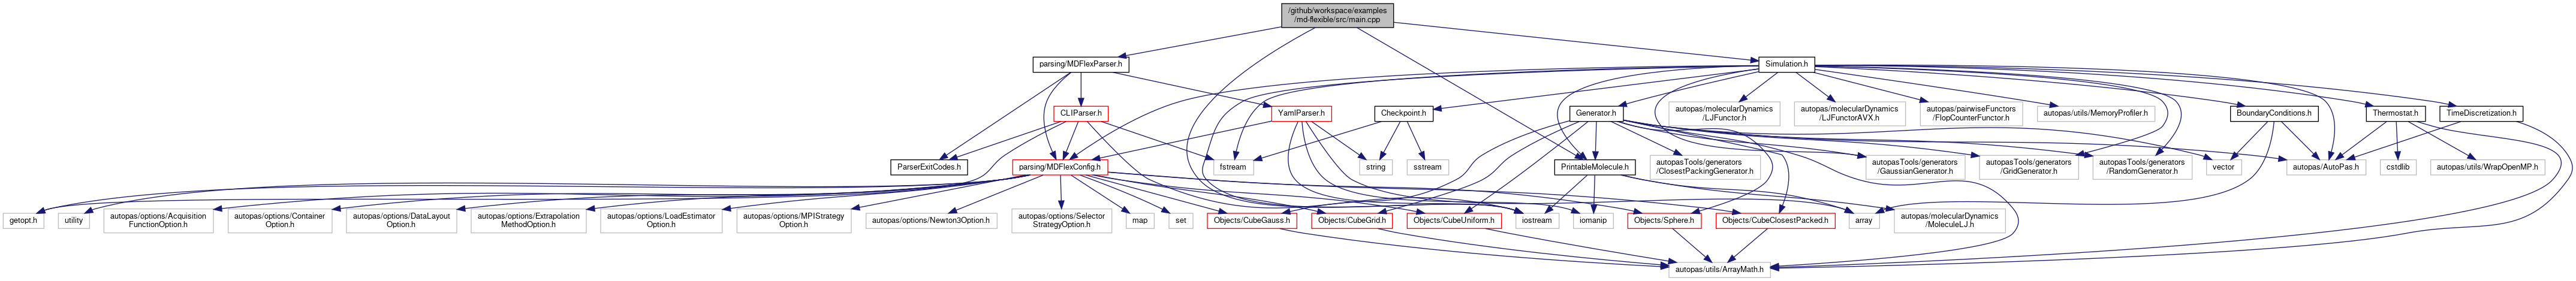 /github/workspace/examples
/md-flexible/src/main.cpp
parsing/MDFlexParser.h
Simulation.h
CLIParser.h
YamlParser.h
Checkpoint.h
Generator.h
autopas/molecularDynamics
/LJFunctor.h
autopas/molecularDynamics
/LJFunctorAVX.h
autopas/pairwiseFunctors
/FlopCounterFunctor.h
autopas/utils/MemoryProfiler.h
BoundaryConditions.h
Thermostat.h
TimeDiscretization.h
ParserExitCodes.h
parsing/MDFlexConfig.h
fstream
string
sstream
PrintableMolecule.h
autopasTools/generators
/ClosestPackingGenerator.h
autopasTools/generators
/GaussianGenerator.h
autopasTools/generators
/GridGenerator.h
autopasTools/generators
/RandomGenerator.h
vector
autopas/AutoPas.h
cstdlib
autopas/utils/WrapOpenMP.h
getopt.h
utility
autopas/options/Acquisition
FunctionOption.h
autopas/options/Container
Option.h
autopas/options/DataLayout
Option.h
autopas/options/Extrapolation
MethodOption.h
autopas/options/LoadEstimator
Option.h
autopas/options/MPIStrategy
Option.h
autopas/options/Newton3Option.h
autopas/options/Selector
StrategyOption.h
map
set
Objects/CubeGauss.h
Objects/CubeGrid.h
Objects/CubeUniform.h
iostream
iomanip
Objects/Sphere.h
Objects/CubeClosestPacked.h
array
autopas/molecularDynamics
/MoleculeLJ.h
autopas/utils/ArrayMath.h